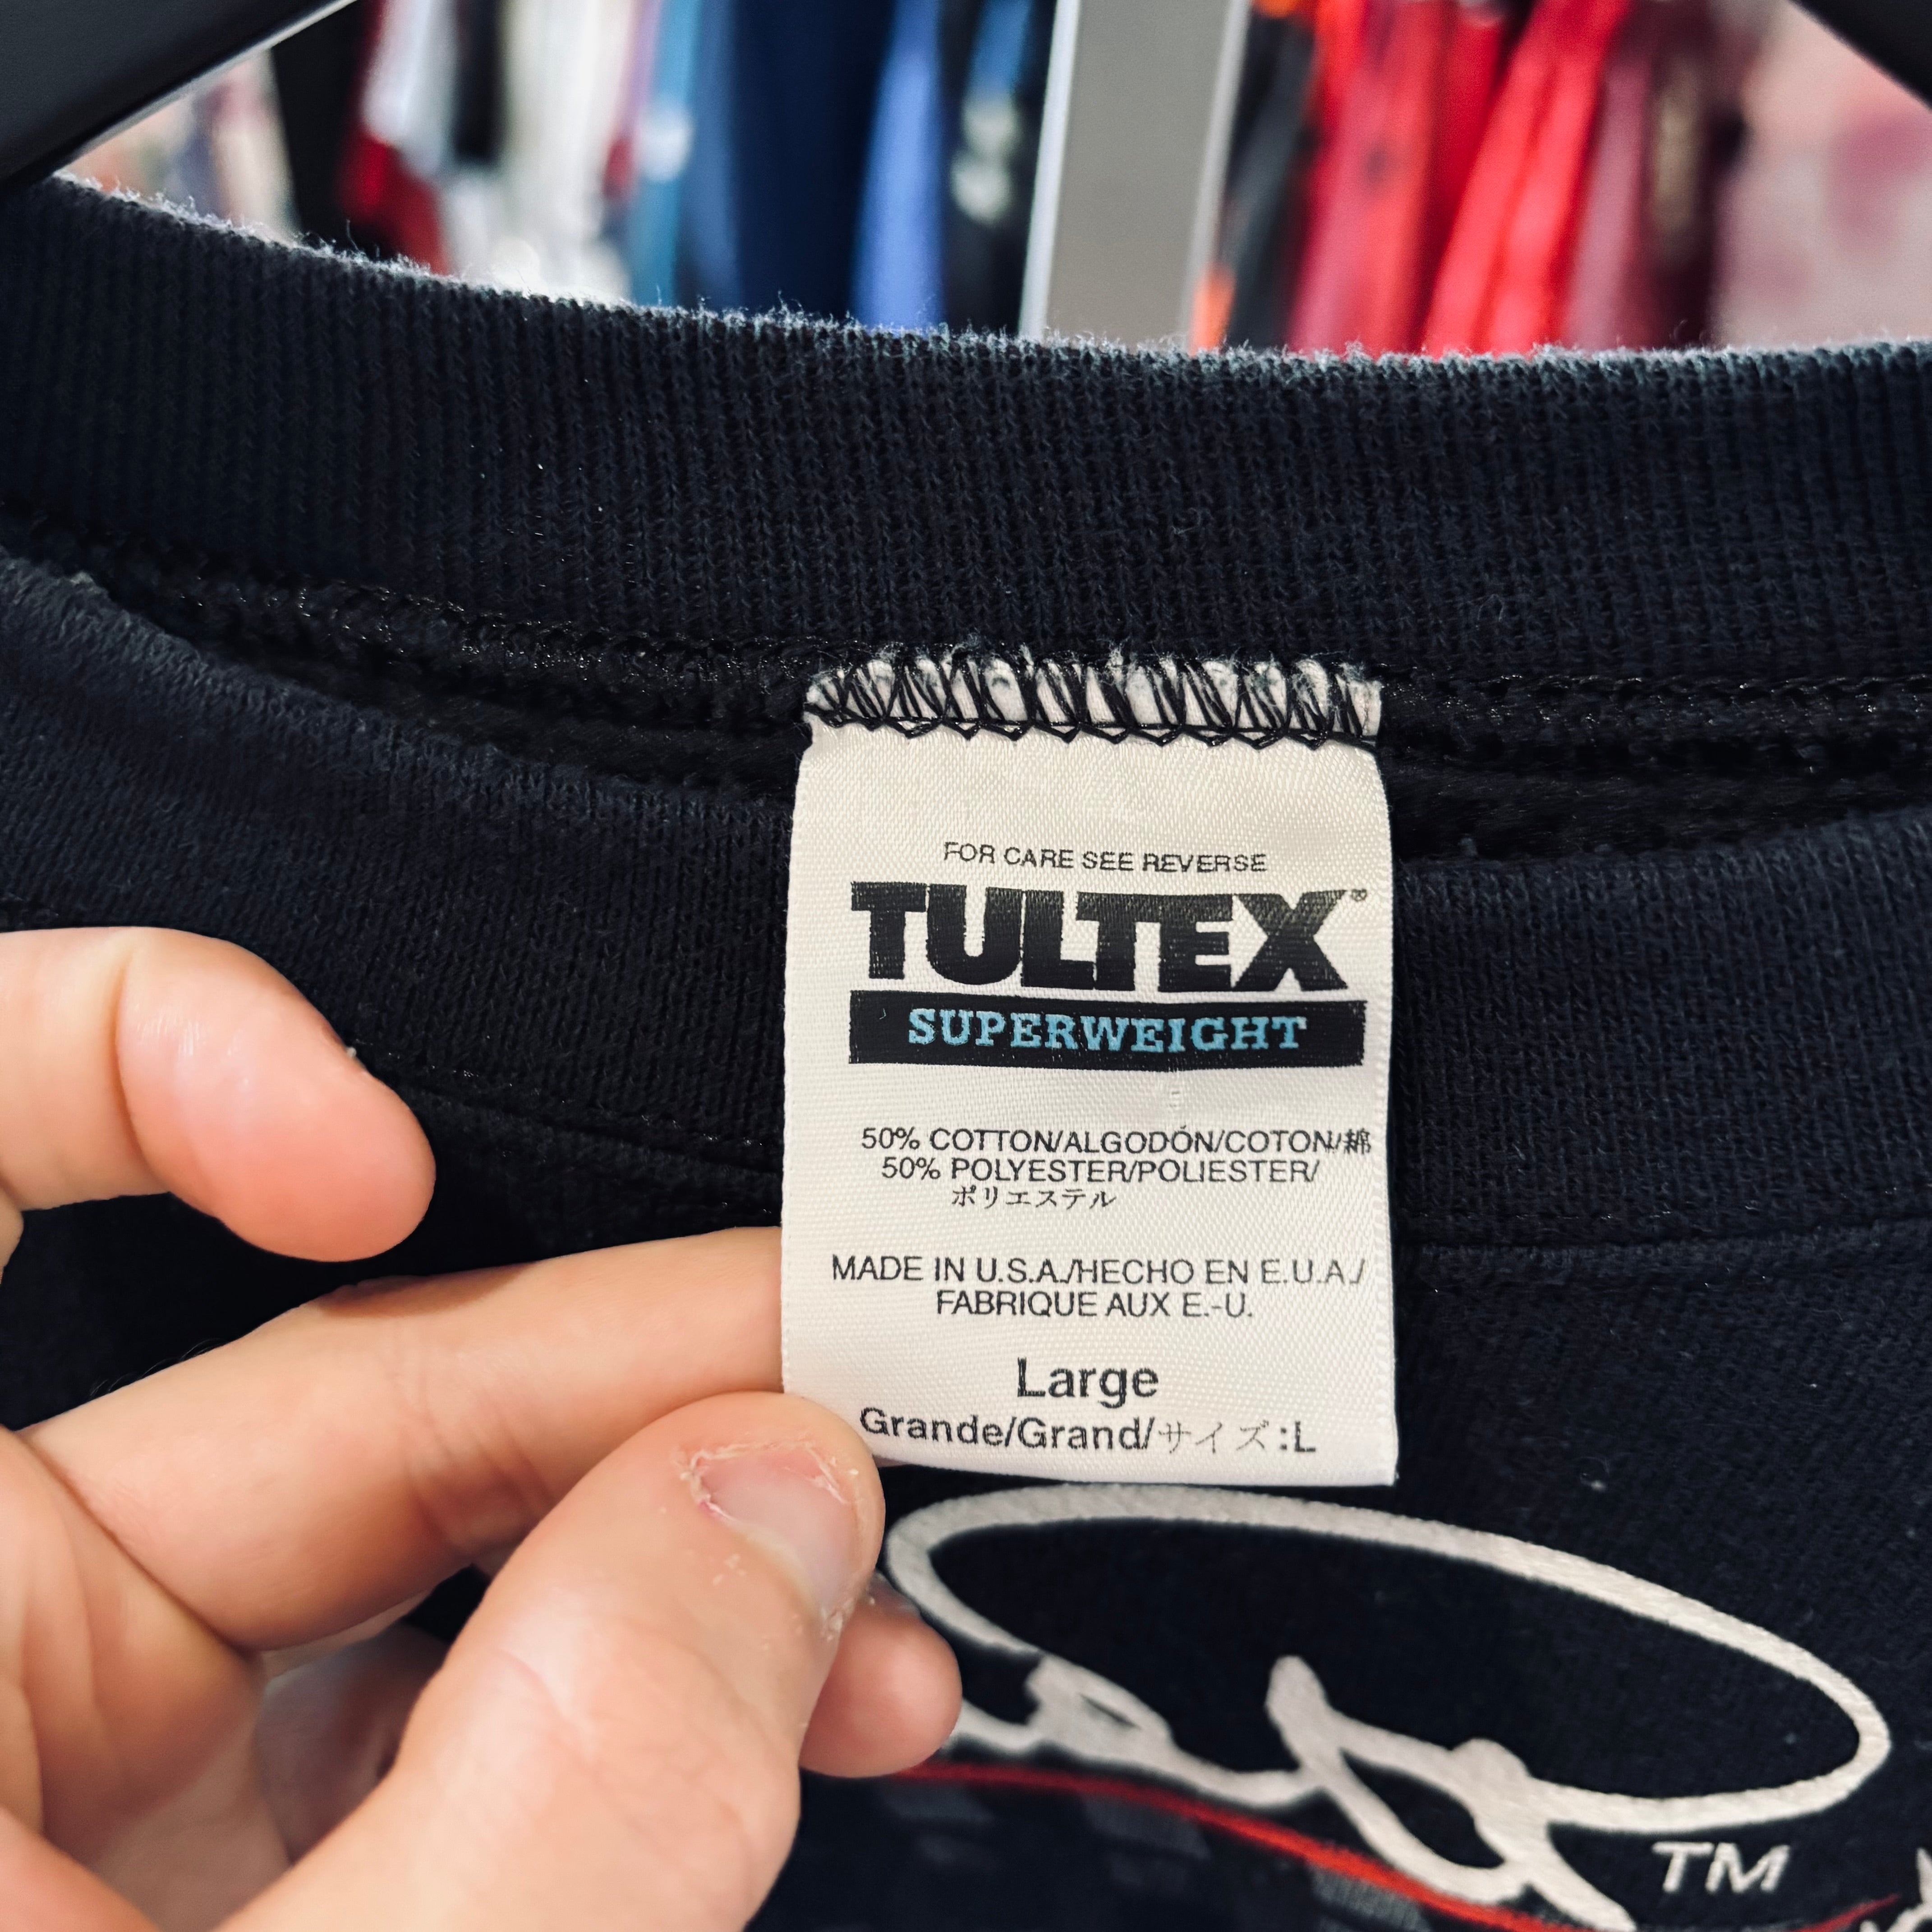 FOR CARE SEE REVERSE
TULTEX®
SUPERWEIGHT
50% COTTON/ALGODÓN/COTON/綿
50% POLYESTER/POLIESTER/
ポリエステル
MADE IN U.S.A./HECHO EN E.U.A./
FABRIQUE AUX E.-U.
Large
Grande/Grand/サイズ:L
TM